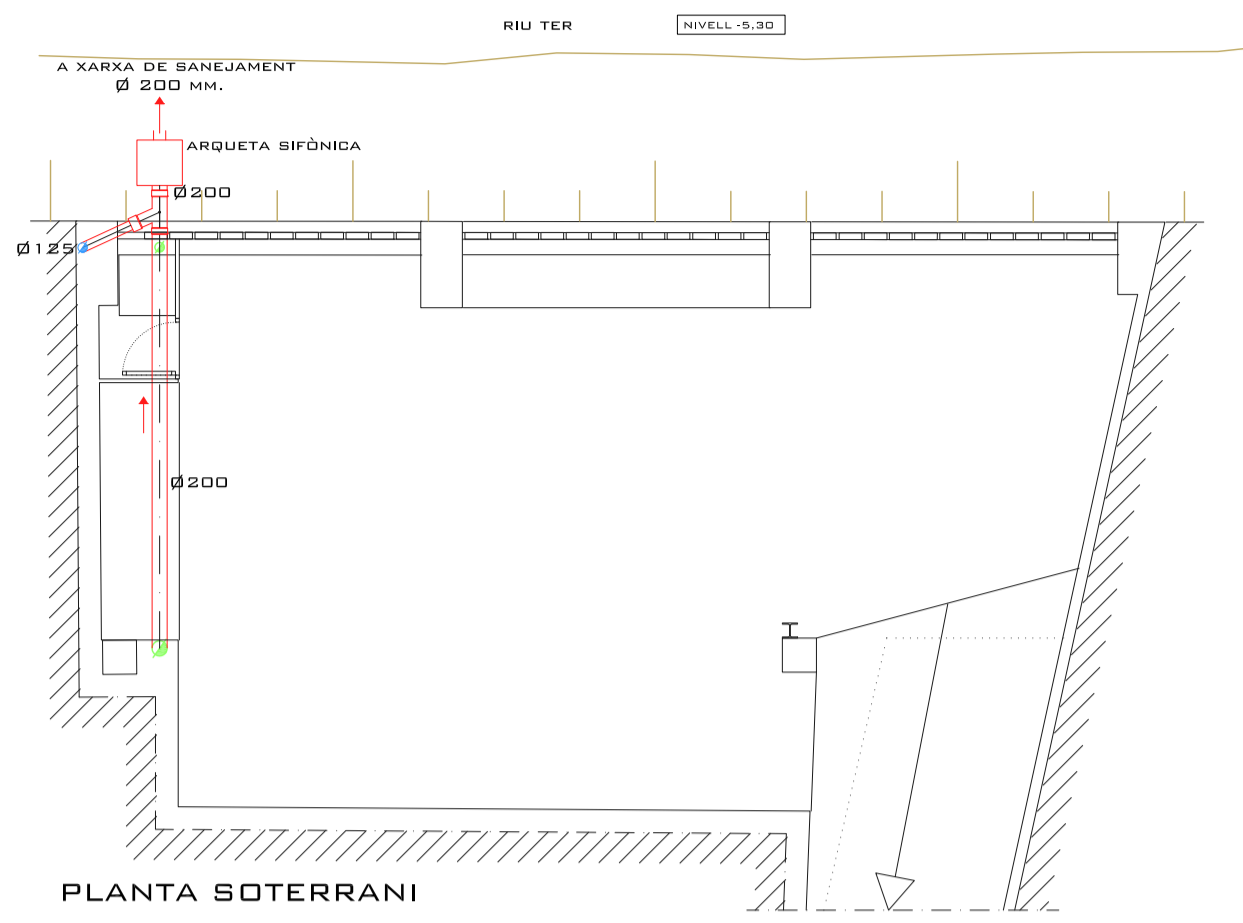 RIU TER
NIVELL -5,30
A XARXA DE SANEJAMENT
Ø 200 MM.
ARQUETA SIFÒNICA
Ø200
Ø125
Ø200
PLANTA SOTERRANI